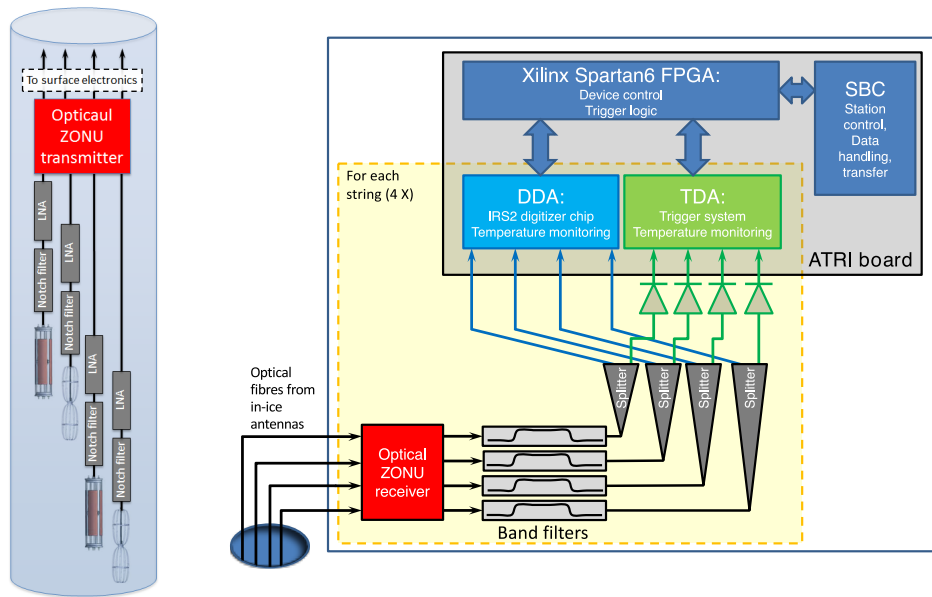 To surface electronics
Opticaul
ZONU
transmitter
LNA
Notch filter
LNA
Notch filter
LNA
Notch filter
LNA
Notch filter
Xilinx Spartan6 FPGA:
Device control
Trigger logic
SBC
Station
control,
Data
handling,
transfer
For each
string (4 X)
DDA:
IRS2 digitizer chip
Temperature monitoring
TDA:
Trigger system
Temperature monitoring
ATRI board
Optical
fibres from
in-ice
antennas
Splitter
Splitter
Splitter
Splitter
Optical
ZONU
receiver
Band filters